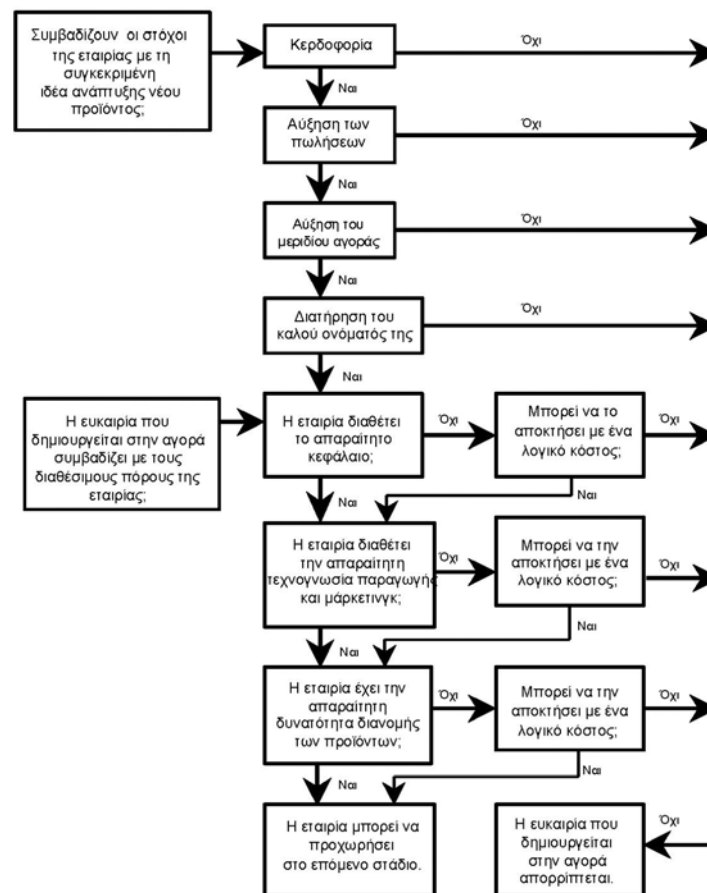 Συμβαδίζουν οι στόχοι
της εταιρίας με τη
συγκεκριμένη
ιδέα ανάπτυξης νέου
προϊόντος;
Κερδοφορία
Όχι
Ναι
Αύξηση των
πωλήσεων
Όχι
Ναι
Αύξηση του
μεριδίου αγοράς
Όχι
Ναι
Διατήρηση του
καλού ονόματός της
Όχι
Ναι
Η ευκαιρία που
δημιουργείται στην αγορά
συμβαδίζει με τους
διαθέσιμους πόρους της
εταιρίας;
Η εταιρία διαθέτει
το απαραίτητο
κεφάλαιο;
Όχι
Μπορεί να το
αποκτήσει με ένα
λογικό κόστος;
Όχι
Ναι
Ναι
Η εταιρία διαθέτει
την απαραίτητη
τεχνογνωσία παραγωγής
και μάρκετινγκ;
Όχι
Μπορεί να την
αποκτήσει με ένα
λογικό κόστος;
Όχι
Ναι
Ναι
Η εταιρία έχει την
απαραίτητη
δυνατότητα διανομής
των προϊόντων;
Όχι
Μπορεί να την
αποκτήσει με ένα
λογικό κόστος;
Όχι
Ναι
Ναι
Η εταιρία μπορεί να
προχωρήσει
στο επόμενο στάδιο.
Η ευκαιρία που
δημιουργείται
στην αγορά
απορρίπτεται.
Όχι